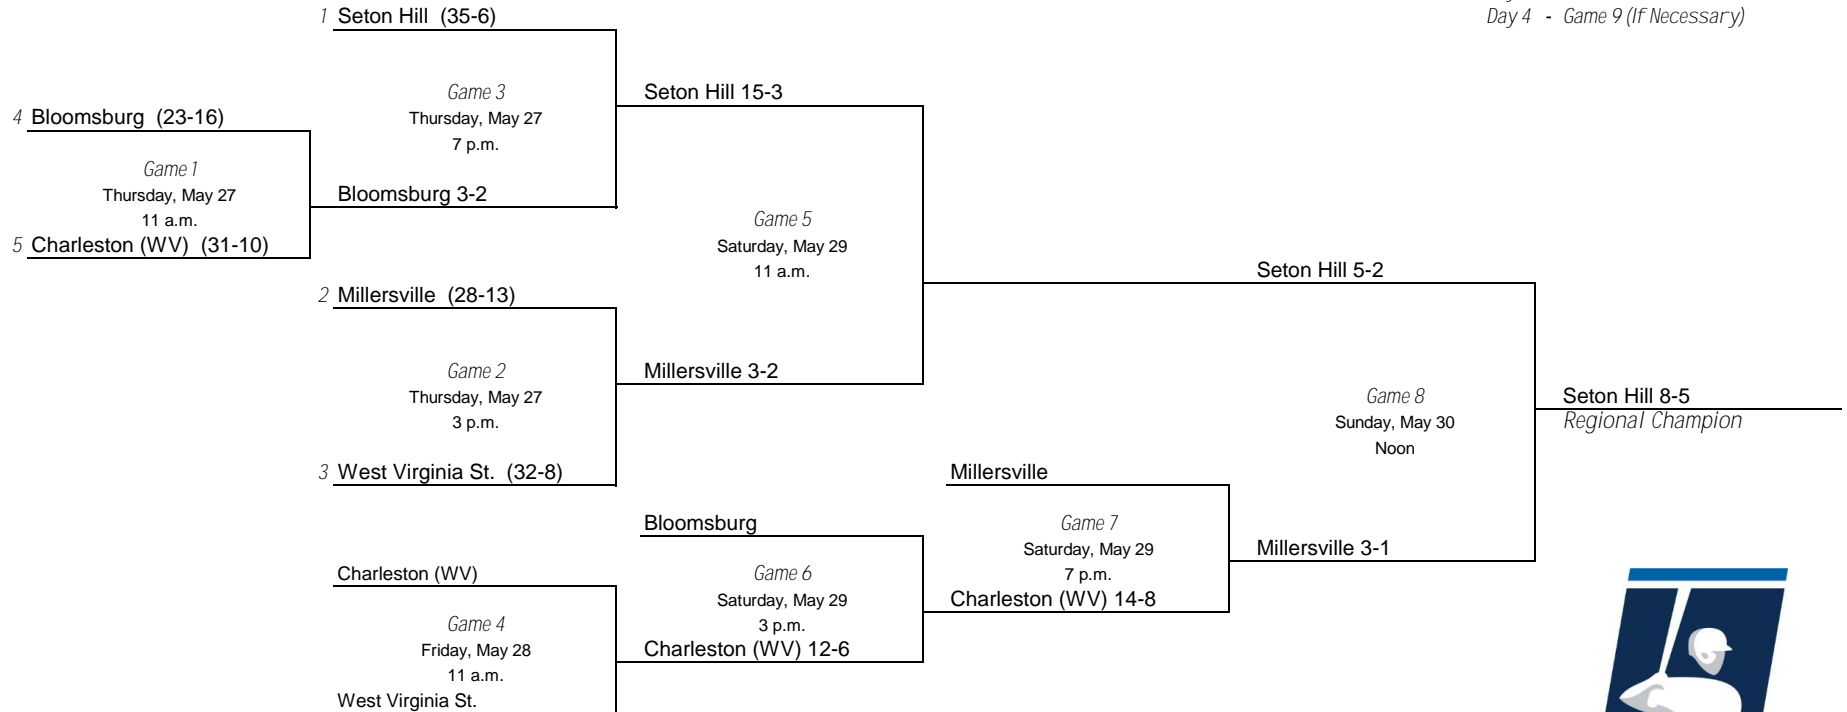 1 Seton Hill (35-6)
Day 4 - Game 9 (If Necessary)
Game 3
Thursday, May 27
7 p.m.
Seton Hill 15-3
4 Bloomsburg (23-16)
Game 1
Thursday, May 27
11 a.m.
5 Charleston (WV) (31-10)
Bloomsburg 3-2
Game 5
Saturday, May 29
11 a.m.
Seton Hill 5-2
2 Millersville (28-13)
Game 2
Thursday, May 27
3 p.m.
Millersville 3-2
3 West Virginia St. (32-8)
Game 8
Sunday, May 30
Noon
Seton Hill 8-5
Regional Champion
Millersville
Bloomsburg
Game 7
Saturday, May 29
7 p.m.
Millersville 3-1
Charleston (WV)
Game 6
Saturday, May 29
3 p.m.
Charleston (WV) 14-8
Game 4
Friday, May 28
11 a.m.
Charleston (WV) 12-6
West Virginia St.